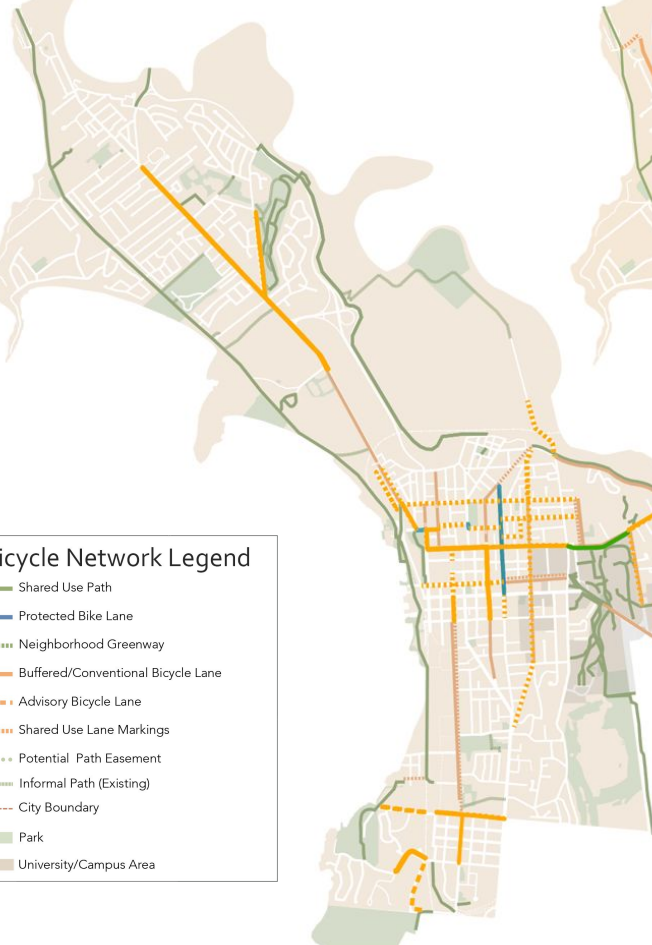 icycle Network Legend
Shared Use Path
Protected Bike Lane
Neighborhood Greenway
Buffered/Conventional Bicycle Lane
Advisory Bicycle Lane
Shared Use Lane Markings
Potential Path Easement
Informal Path (Existing)
City Boundary
Park
University/Campus Area